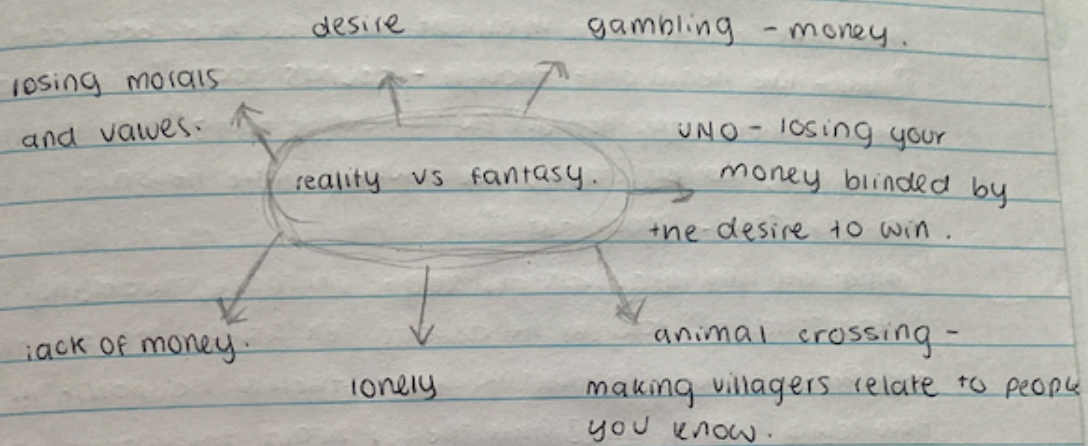 desire
gambling - money.
losing morals
and values.
UNO - losing your
money blinded by
the desire to win.
reality vs fantasy.
lack of money.
lonely
animal crossing -
making villagers relate to people
you know.